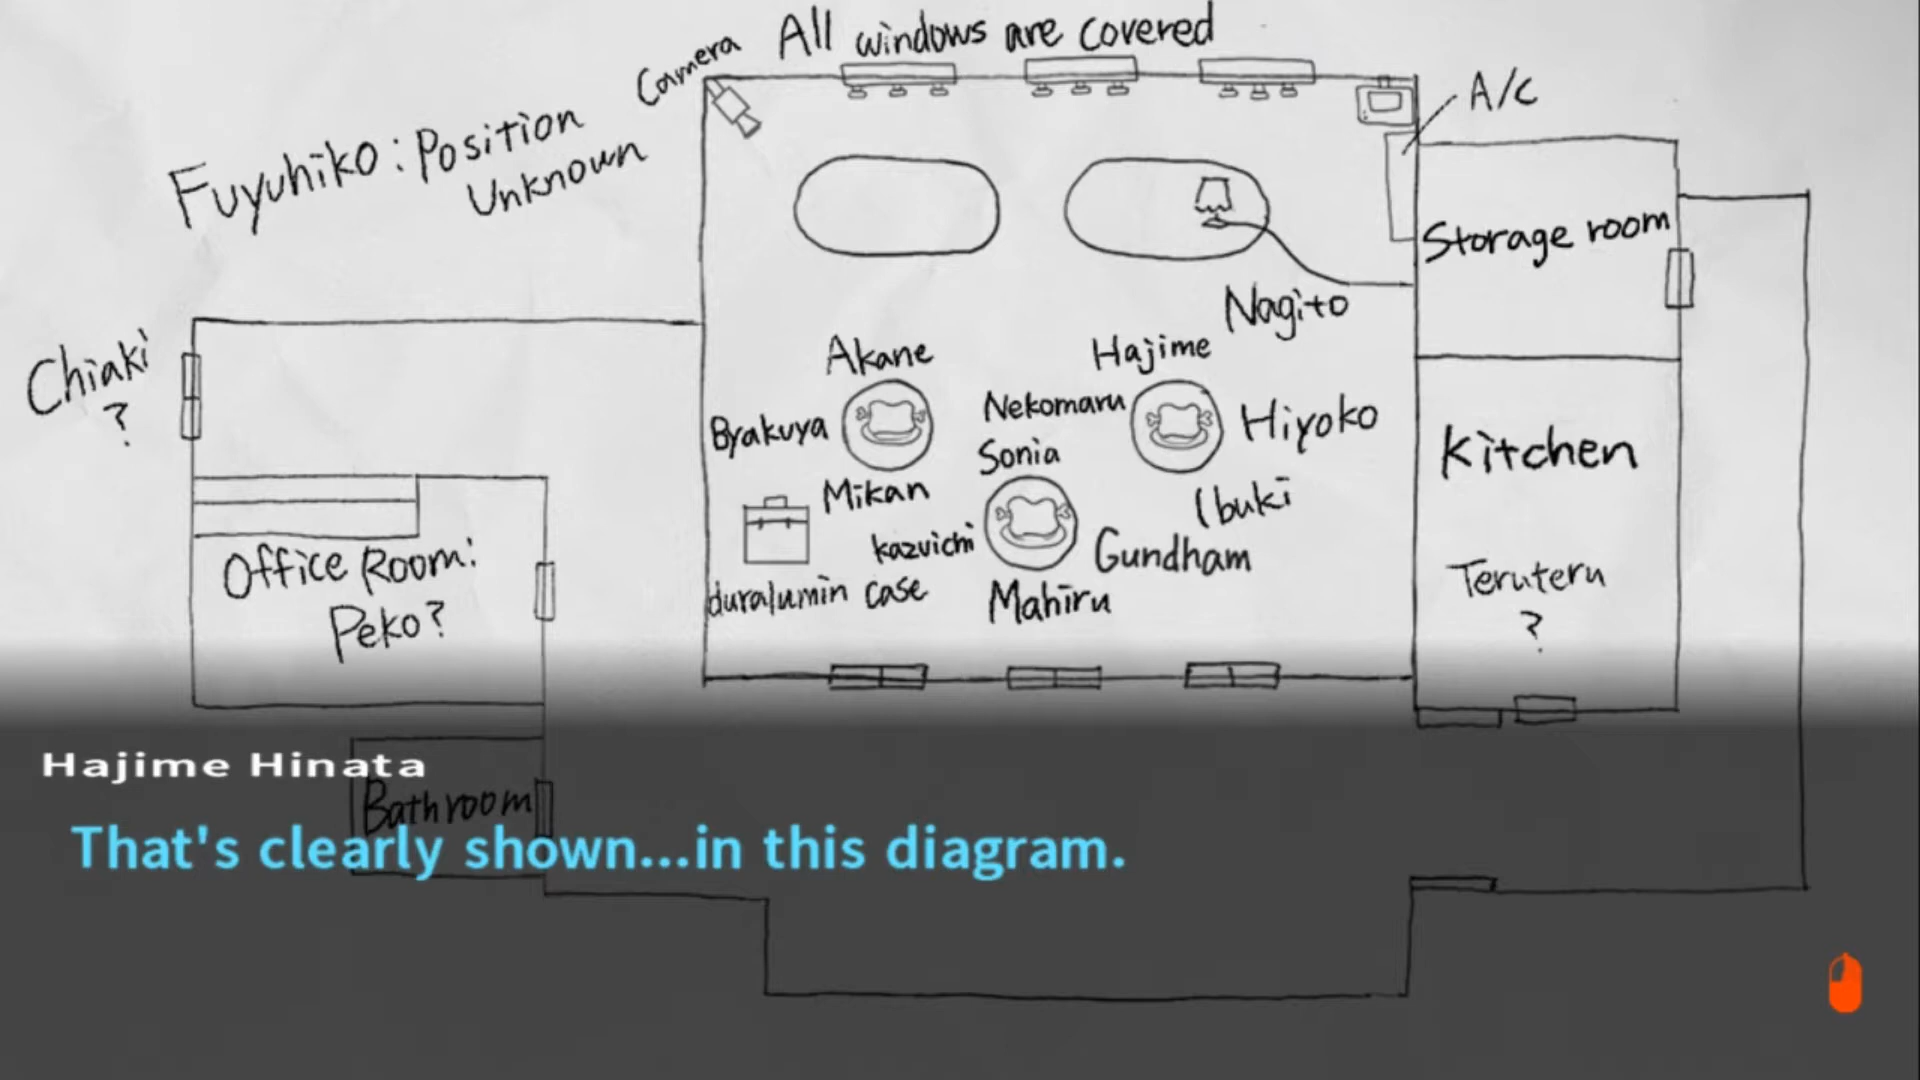 Camera
All windows are covered
A/C
Fuyuhiko: Position
Unknown
Storage room
Nagito
Chiaki
?
Akane
Hajime
Byakuya
Nekomaru
Hiyoko
Sonia
Kitchen
Mikan
Ibuki
kazuichi
Gundham
Office Room:
Peko?
duralumin case
Mahiru
Teruteru
?
Hajime Hinata
Bathroom
That's clearly shown...in this diagram.